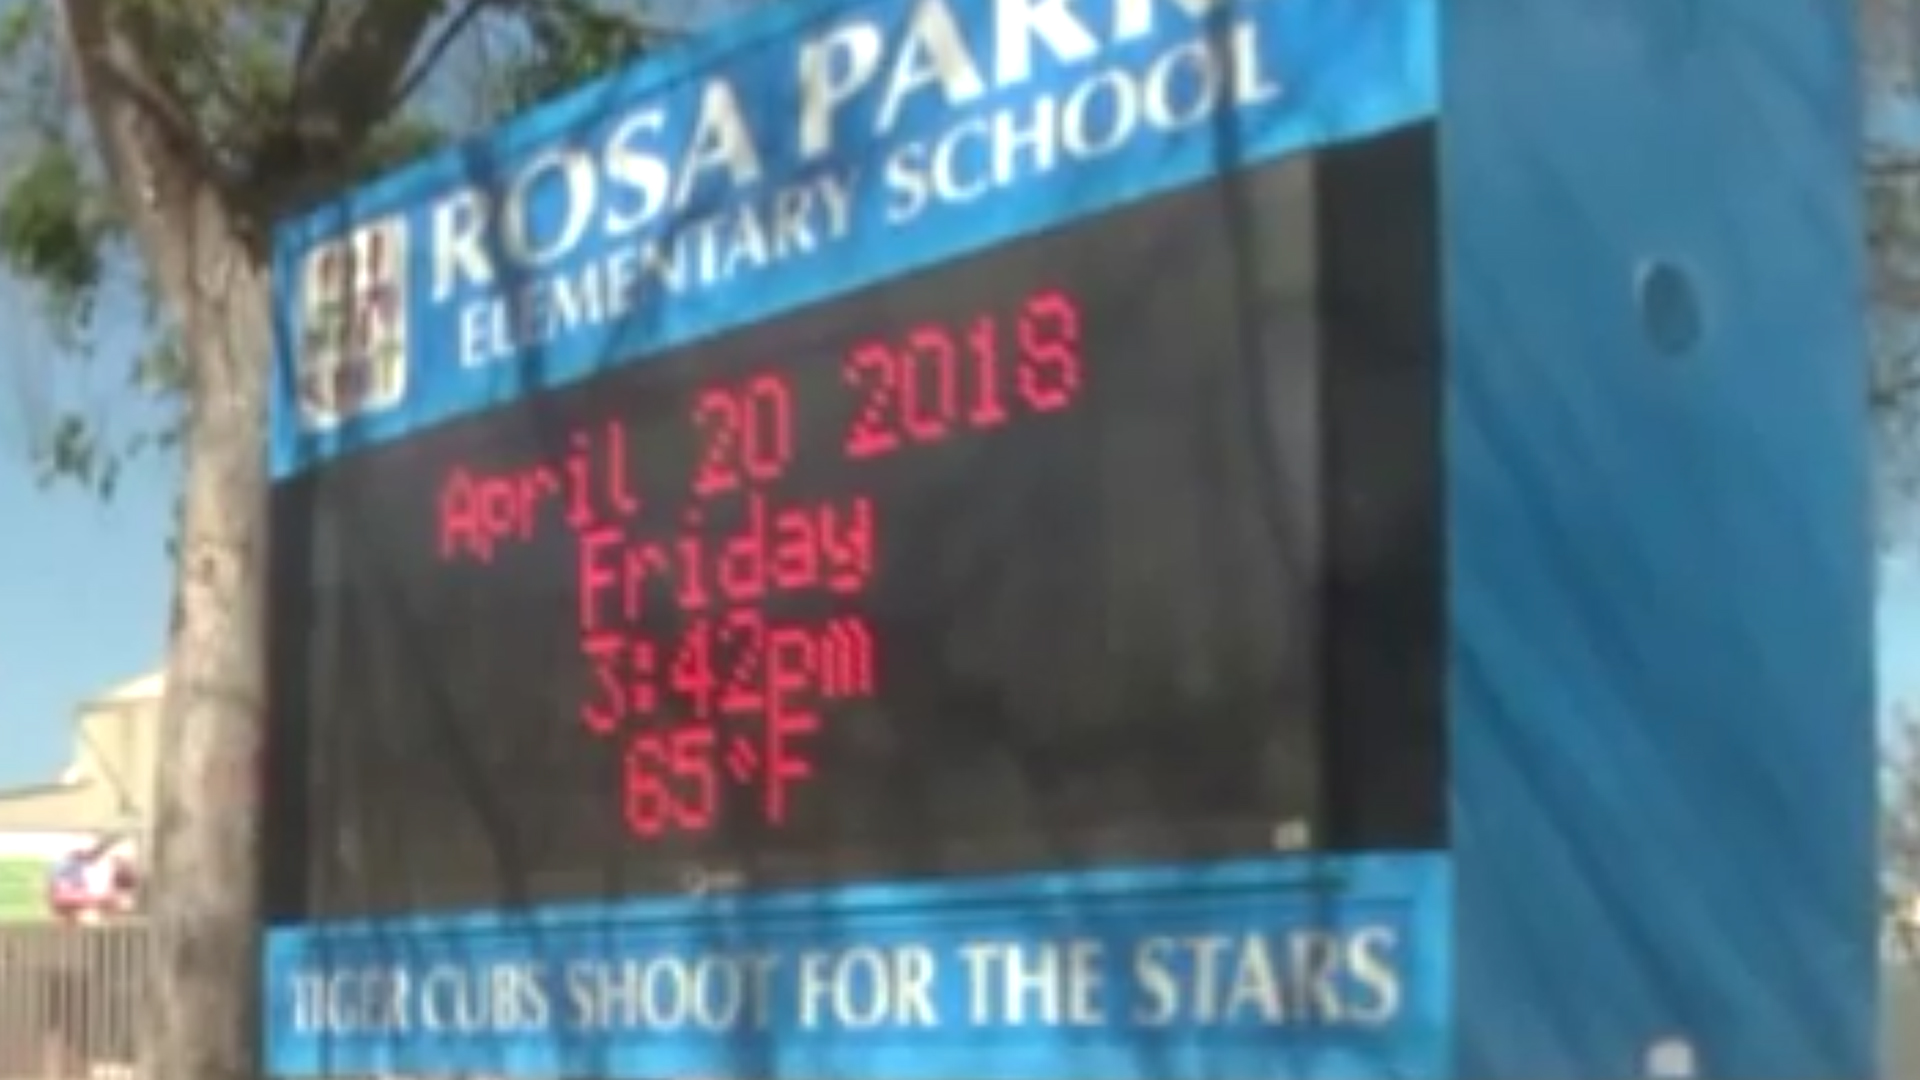 ROSA PARK
ELEMENTARY SCHOOL
April 20 2018
Friday
3:42pm
65°F
TIGER CUBS SHOOT FOR THE STARS